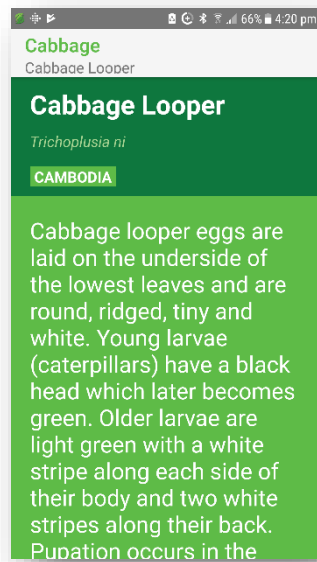 66% 4:20 pm
Cabbage
Cabbage Looper
Cabbage Looper
Trichoplusia ni
CAMBODIA
Cabbage looper eggs are
laid on the underside of
the lowest leaves and are
round, ridged, tiny and
white. Young larvae
(caterpillars) have a black
head which later becomes
green. Older larvae are
light green with a white
stripe along each side of
their body and two white
stripes along their back.
Pupation occurs in the